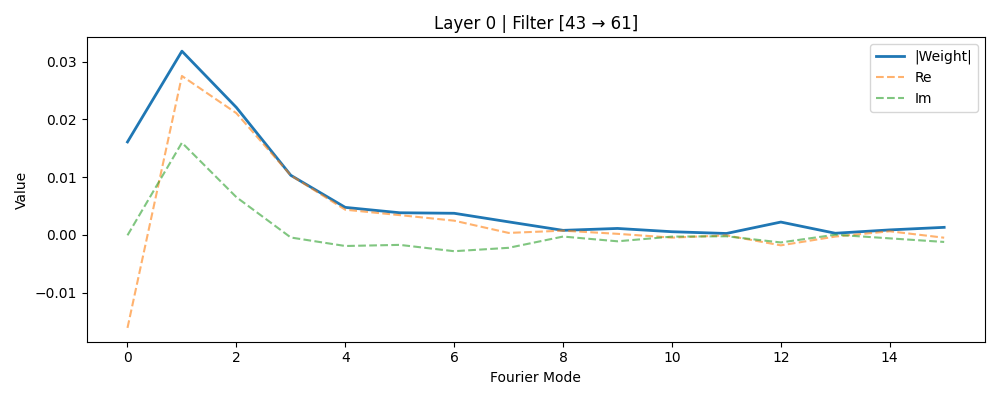 Layer 0 | Filter [43 → 61]
|Weight|
Re
Im
Value
0.03
0.02
0.01
0.00
−0.01
0 2 4 6 8 10 12 14
Fourier Mode